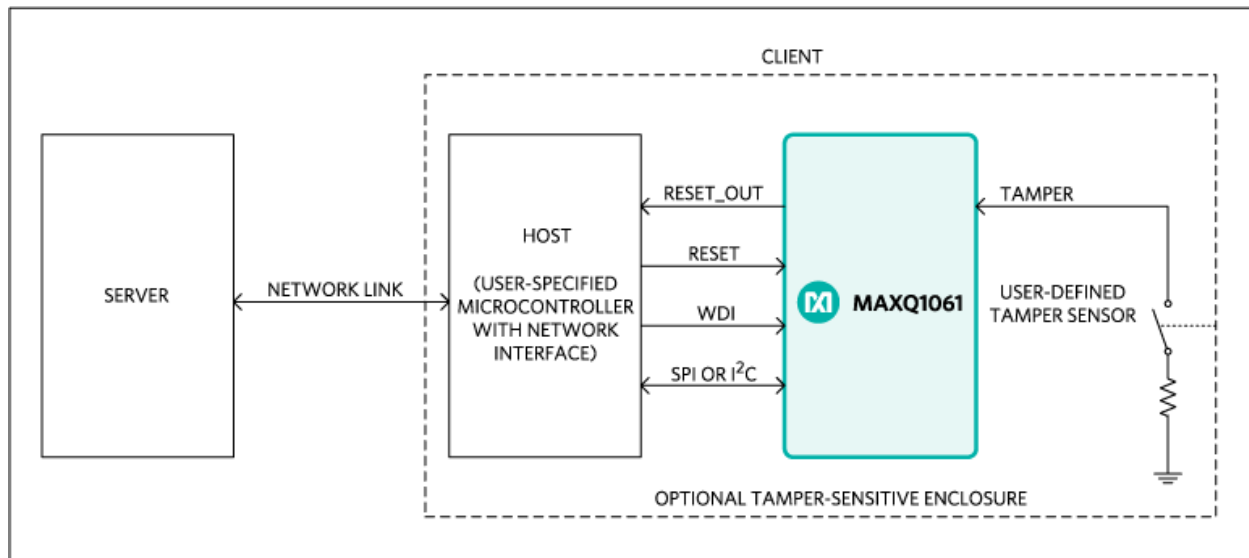 CLIENT
SERVER
NETWORK LINK
HOST
(USER-SPECIFIED
MICROCONTROLLER
WITH NETWORK
INTERFACE)
RESET_OUT
RESET
WDI
SPI OR I²C
MAXQ1061
TAMPER
USER-DEFINED
TAMPER SENSOR
OPTIONAL TAMPER-SENSITIVE ENCLOSURE